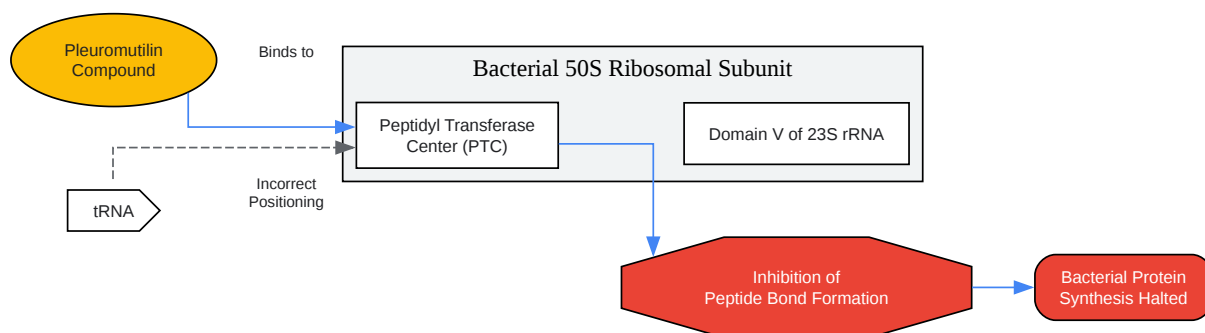 Pleuromutilin
Compound
Binds to
Bacterial 50S Ribosomal Subunit
Peptidyl Transferase
Center (PTC)
Domain V of 23S rRNA
Incorrect
Positioning
tRNA
Inhibition of
Peptide Bond Formation
Bacterial Protein
Synthesis Halted